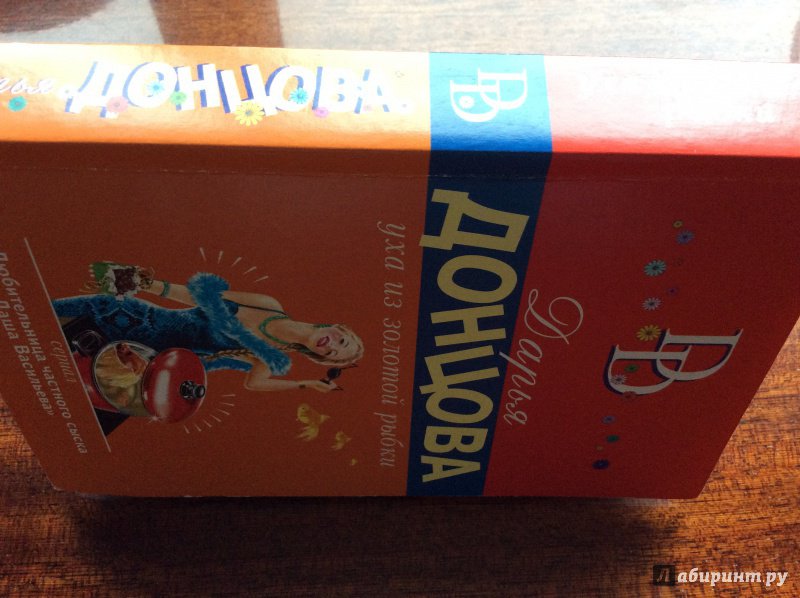 ДОНЦОВА
Дарья
ДОНЦОВА
уха из золотой рыбки
серия
Любительница частного сыска
Даша Васильева»
Лабиринт.ру